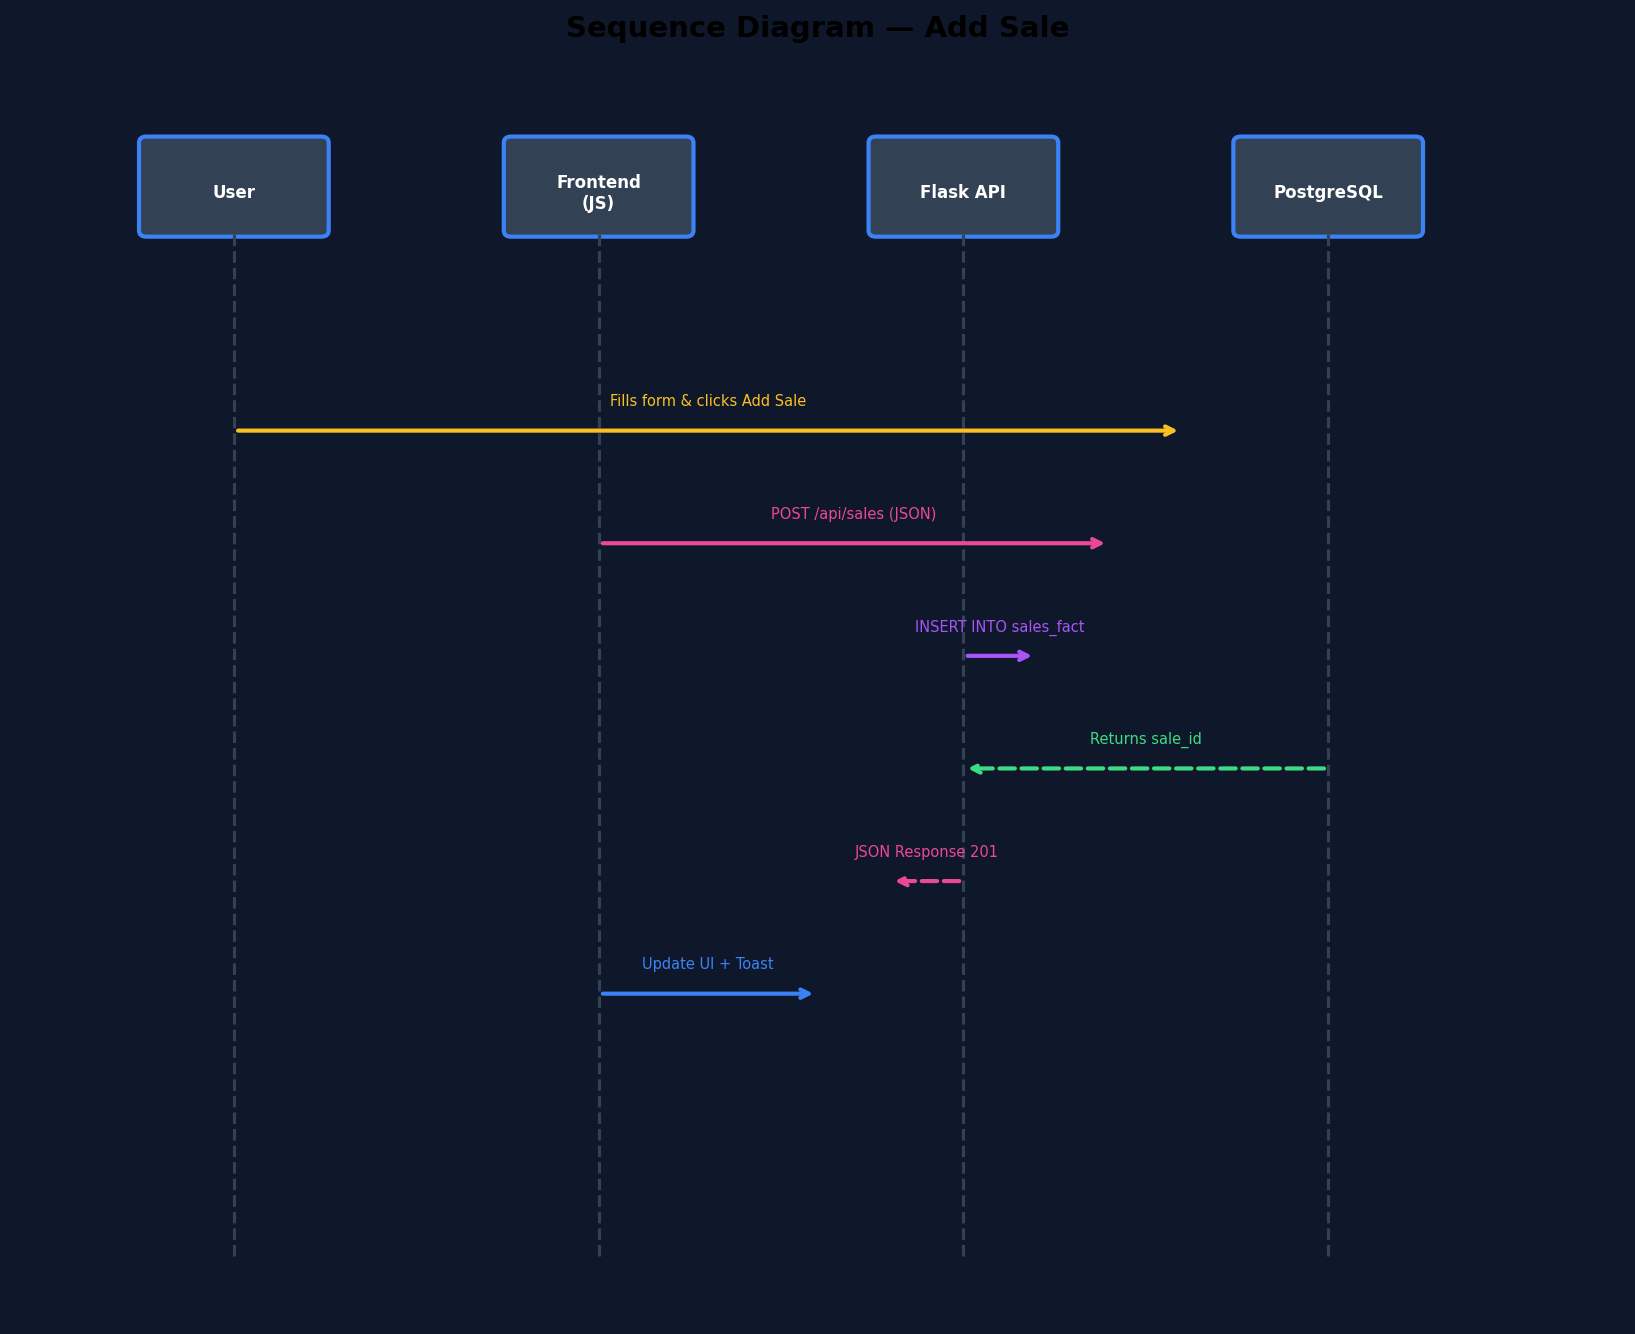 Sequence Diagram — Add Sale
User
Frontend
(JS)
Flask API
PostgreSQL
Fills form & clicks Add Sale
POST /api/sales (JSON)
INSERT INTO sales_fact
Returns sale_id
JSON Response 201
Update UI + Toast